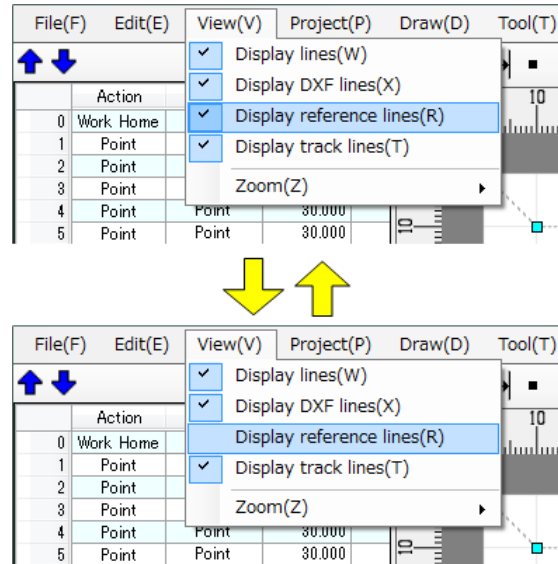 File(F) Edit(E) View(V) Project(P) Draw(D) Tool(T)
Display lines(W)
Display DXF lines(X)
Action 10
Display reference lines(R)
0 Work Home
1 Point
Display track lines(T)
2 Point
3 Point
Zoom(Z)
4 Point Point 30.000
5 Point Point 30.000 10
File(F) Edit(E) View(V) Project(P) Draw(D) Tool(T)
Display lines(W)
Display DXF lines(X)
Action 10
Display reference lines(R)
0 Work Home
1 Point
Display track lines(T)
2 Point
3 Point
Zoom(Z)
4 Point Point 30.000
5 Point Point 30.000 10